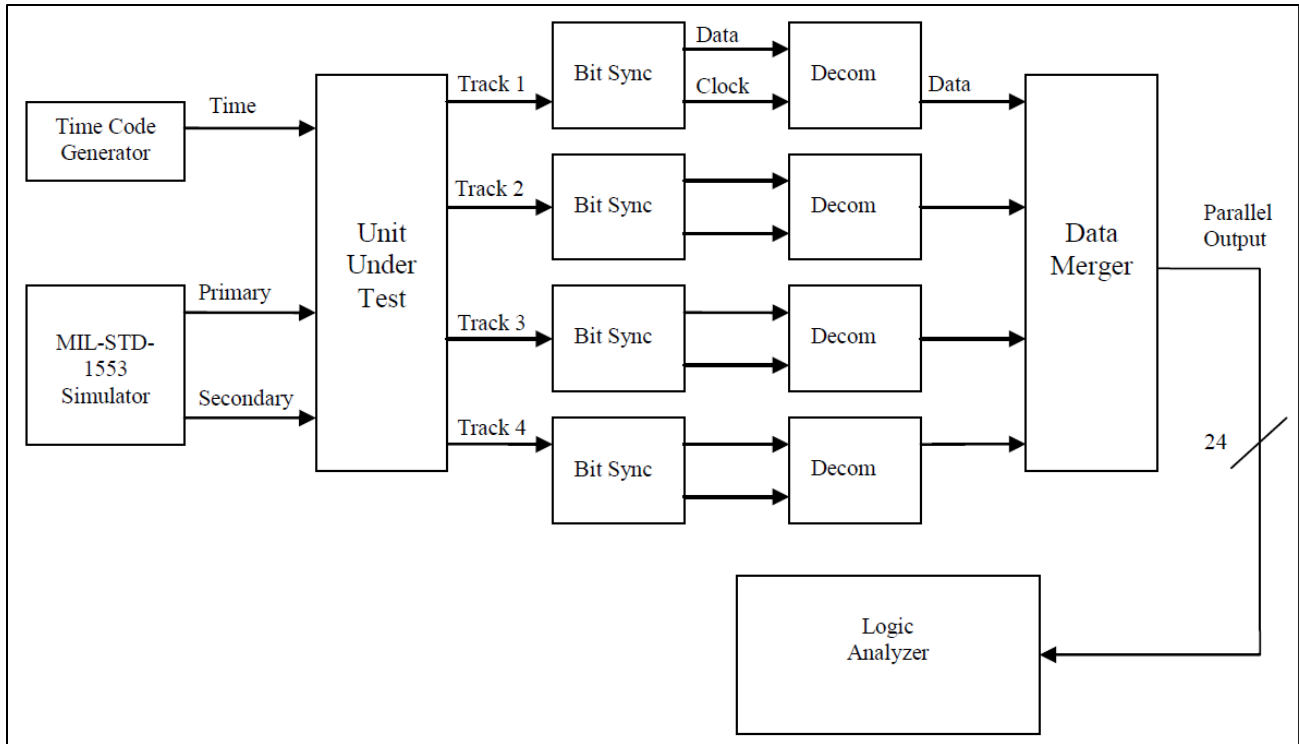 Time Code
Generator
Time
MIL-STD-
1553
Simulator
Primary
Secondary
Unit
Under
Test
Track 1
Bit Sync
Data
Clock
Decom
Data
Track 2
Bit Sync
Decom
Track 3
Bit Sync
Decom
Track 4
Bit Sync
Decom
Data
Merger
Parallel
Output
24
Logic
Analyzer